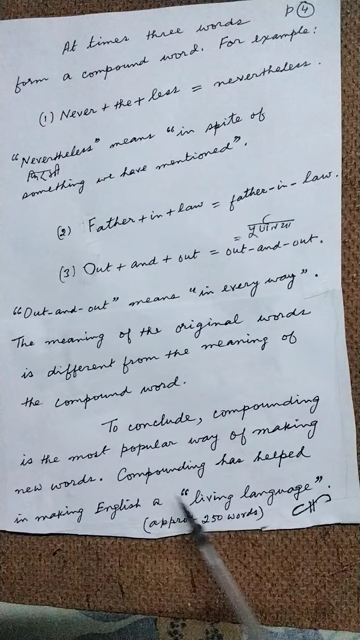 P (4)
At times three words
form a compound word. For example:
(1) Never + the + less = nevertheless.
"Nevertheless" means "in spite of
फिर भी
something we have mentioned".
(2) Father + in + law = father-in-law.
(3) Out + and + out = out-and-out.
= पूर्णतया
"Out-and-out" means "in every way".
The meaning of the original words
is different from the meaning of
the compound word.
To conclude, compounding
is the most popular way of making
new words. Compounding has helped
in making English a "living language".
(approx 250 words)